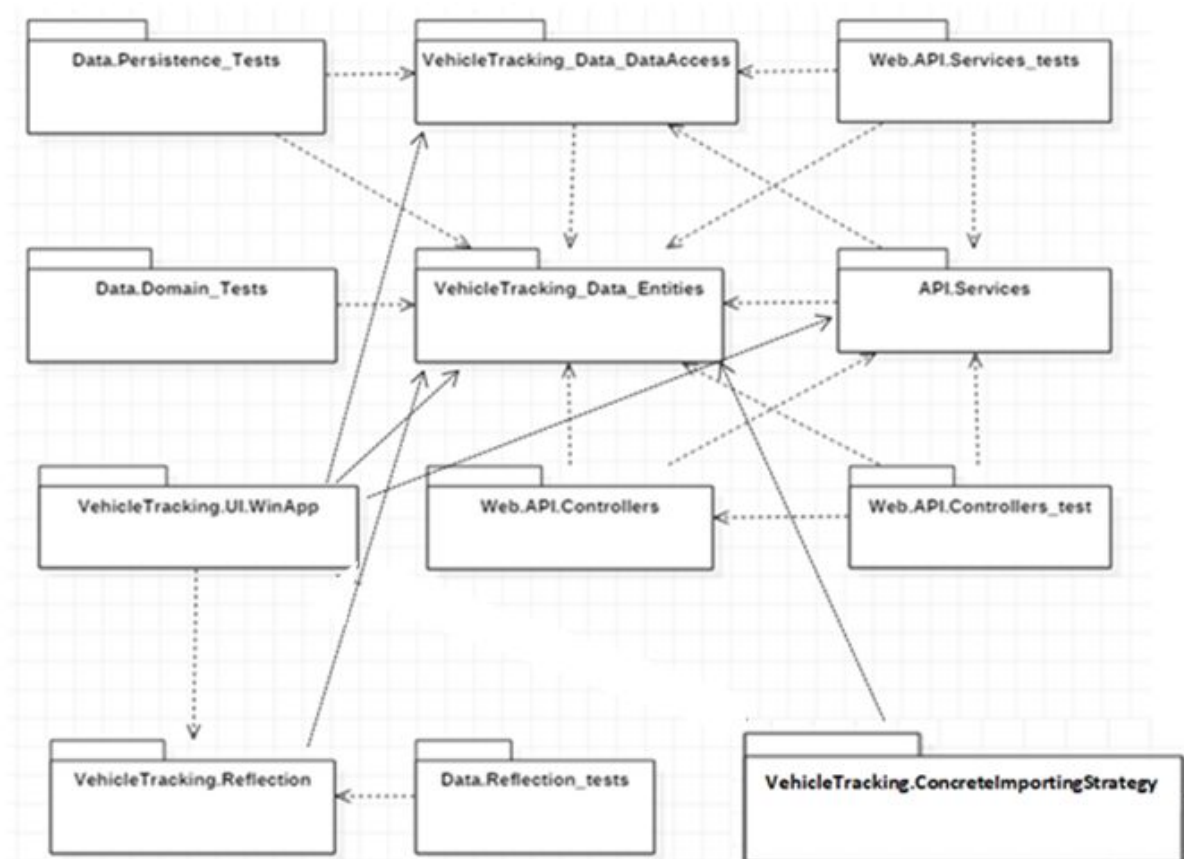 Data.Persistence_Tests
VehicleTracking_Data_DataAccess
Web.API.Services_tests
Data.Domain_Tests
VehicleTracking_Data_Entities
API.Services
VehicleTracking.UI.WinApp
Web.API.Controllers
Web.API.Controllers_test
VehicleTracking.Reflection
Data.Reflection_tests
VehicleTracking.ConcreteImportingStrategy